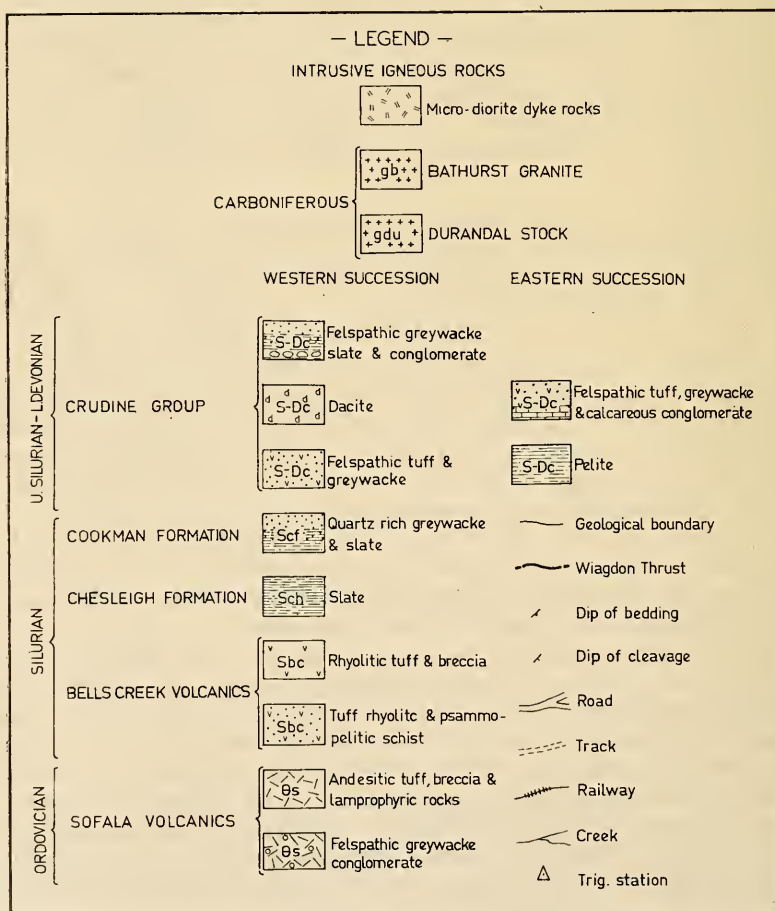 — LEGEND —
INTRUSIVE IGNEOUS ROCKS
Micro-diorite dyke rocks
CARBONIFEROUS
gb
BATHURST GRANITE
gdu
DURANDAL STOCK
WESTERN SUCCESSION
EASTERN SUCCESSION
U. SILURIAN – L.DEVONIAN
CRUDINE GROUP
S-Dc
Felspathic greywacke
slate & conglomerate
S-Dc
Dacite
S-Dc
Felspathic tuff &
greywacke
S-Dc
Felspathic tuff, greywacke
& calcareous conglomerate
S-Dc
Pelite
SILURIAN
COOKMAN FORMATION
Scf
Quartz rich greywacke
& slate
CHESLEIGH FORMATION
Sch
Slate
BELLS CREEK VOLCANICS
Sbc
Rhyolitic tuff & breccia
Sbc
Tuff rhyolitc & psammo-
pelitic schist
ORDOVICIAN
SOFALA VOLCANICS
Θs
Andesitic tuff, breccia &
lamprophyric rocks
Θs
Felspathic greywacke
conglomerate
Geological boundary
Wiagdon Thrust
Dip of bedding
Dip of cleavage
Road
Track
Railway
Creek
Trig. station